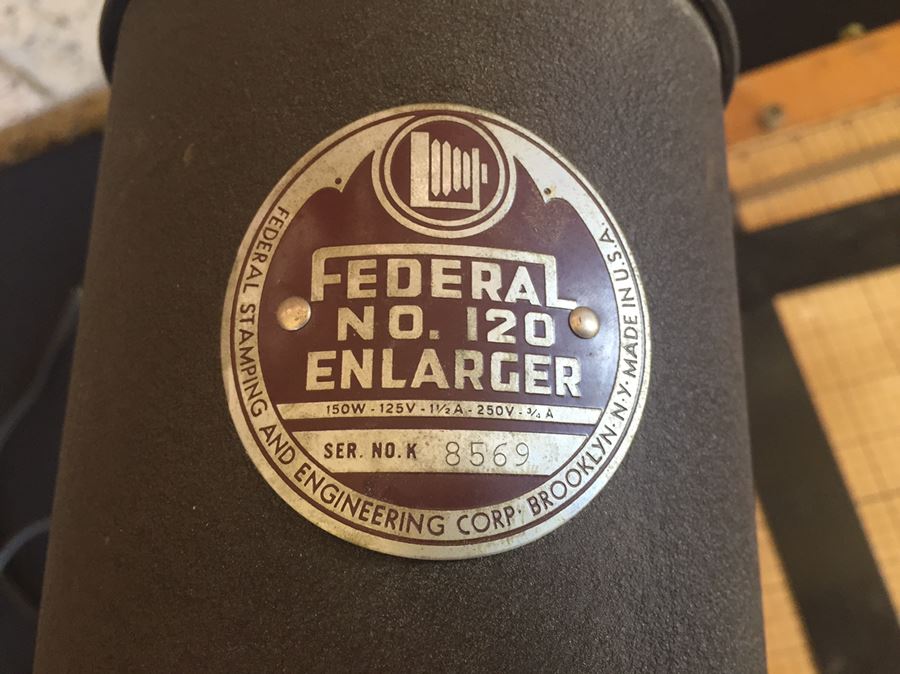 FEDERAL
NO. 120
ENLARGER
150W - 125V - 1½ A - 250V - ¾ A
SER. NO. K 8569
FEDERAL STAMPING AND ENGINEERING CORP· BROOKLYN· N·Y· MADE IN U.S.A.